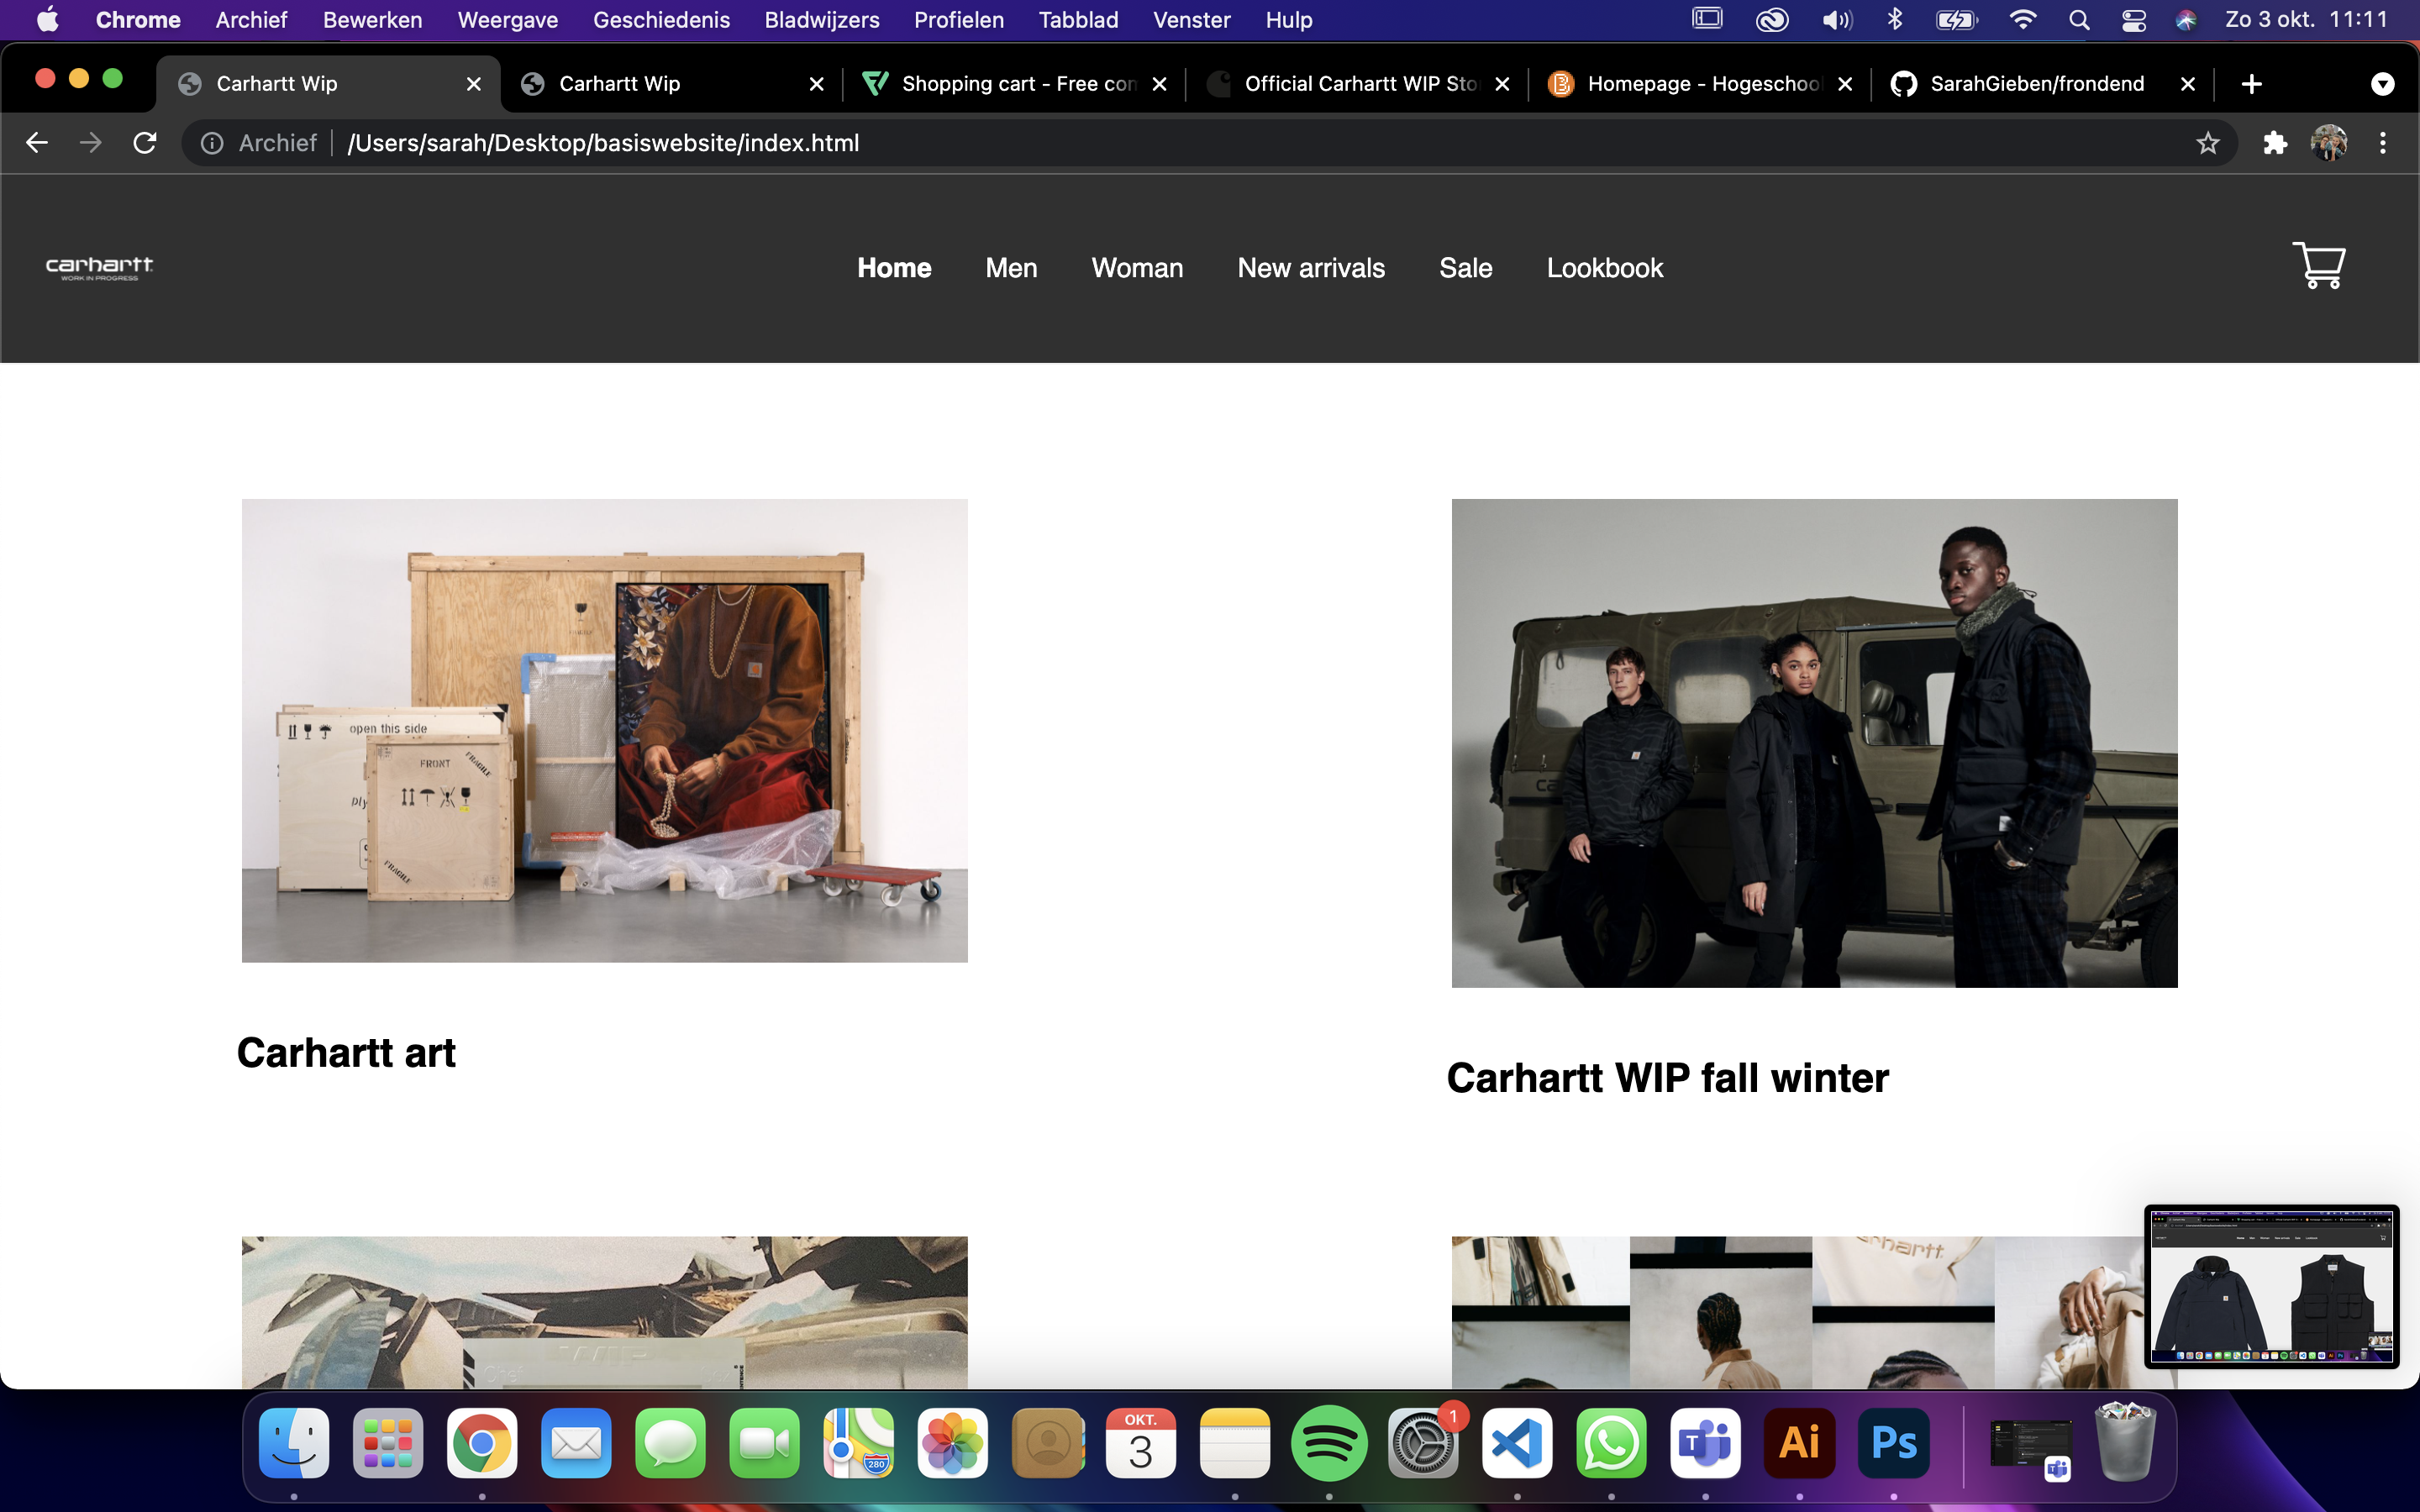 Chrome Archief Bewerken Weergave Geschiedenis Bladwijzers Profielen Tabblad Venster Hulp Zo 3 okt. 11:11
Carhartt Wip Carhartt Wip Shopping cart - Free con Official Carhartt WIP Sto Homepage - Hogeschool SarahGieben/frondend
Archief /Users/sarah/Desktop/basiswebsite/index.html
carhartt
WORK IN PROGRESS
Home Men Woman New arrivals Sale Lookbook
open this side
FRONT
FRAGILE
ply
FRAGILE
Carhartt art
Carhartt WIP fall winter
OKT.
3
1
280
T
Ai
Ps